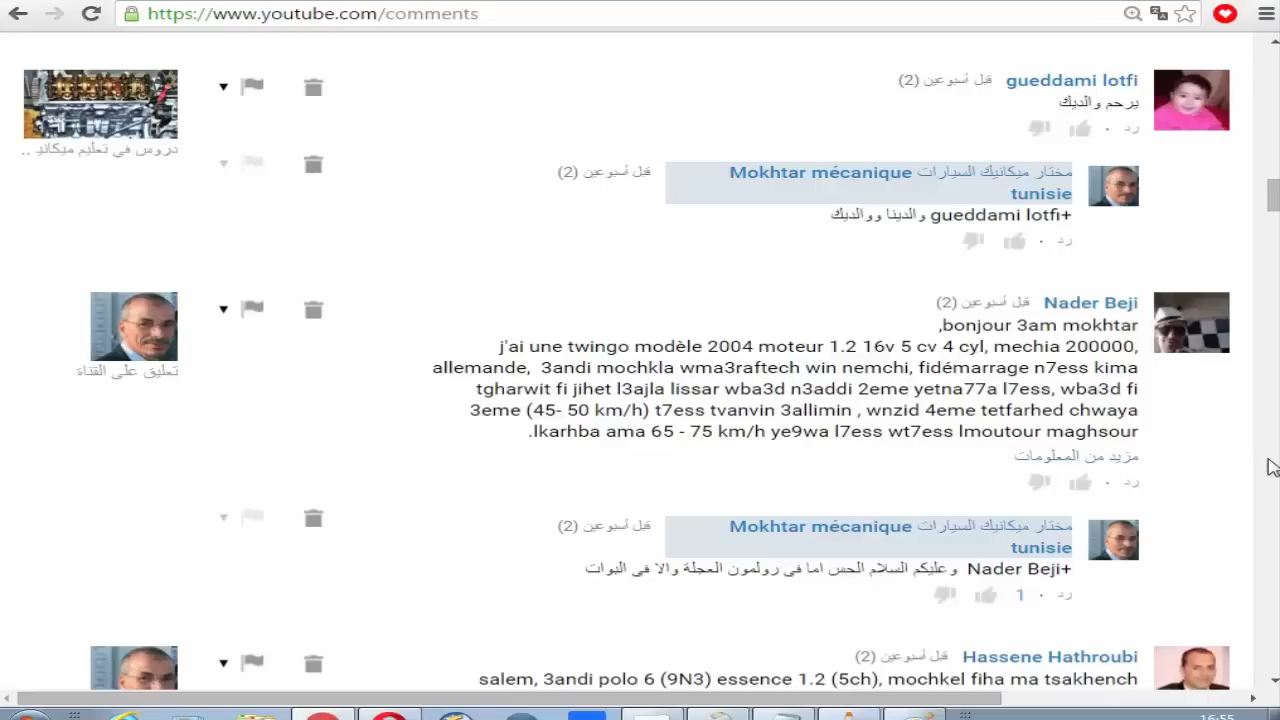 https://www.youtube.com/comments
gueddami lotfi قبل أسبوعين (2)
يرحم والديك
رد
دروس في تعليم ميكانيـ ..
Mokhtar mécanique مختار ميكانيك السيارات
tunisie
قبل أسبوعين (2)
+gueddami lotfi والدينا ووالديك
رد
Nader Beji قبل أسبوعين (2)
bonjour 3am mokhtar,
j'ai une twingo modèle 2004 moteur 1.2 16v 5 cv 4 cyl, mechia 200000,
allemande, 3andi mochkla wma3raftech win nemchi, fidémarrage n7ess kima
tgharwit fi jihet l3ajla lissar wba3d n3addi 2eme yetna77a l7ess, wba3d fi
3eme (45- 50 km/h) t7ess tvanvin 3allimin , wnzid 4eme tetfarhed chwaya
lkarhba ama 65 - 75 km/h ye9wa l7ess wt7ess lmoutour maghsour.
مزيد من المعلومات
رد
تعليق على القناة
Mokhtar mécanique مختار ميكانيك السيارات
tunisie
قبل أسبوعين (2)
+Nader Beji وعليكم السلام الحس اما في رولمون العجلة والا في البوات
رد · 1
Hassene Hathroubi قبل أسبوعين (2)
salem, 3andi polo 6 (9N3) essence 1.2 (5ch), mochkel fiha ma tsakhench
16:55